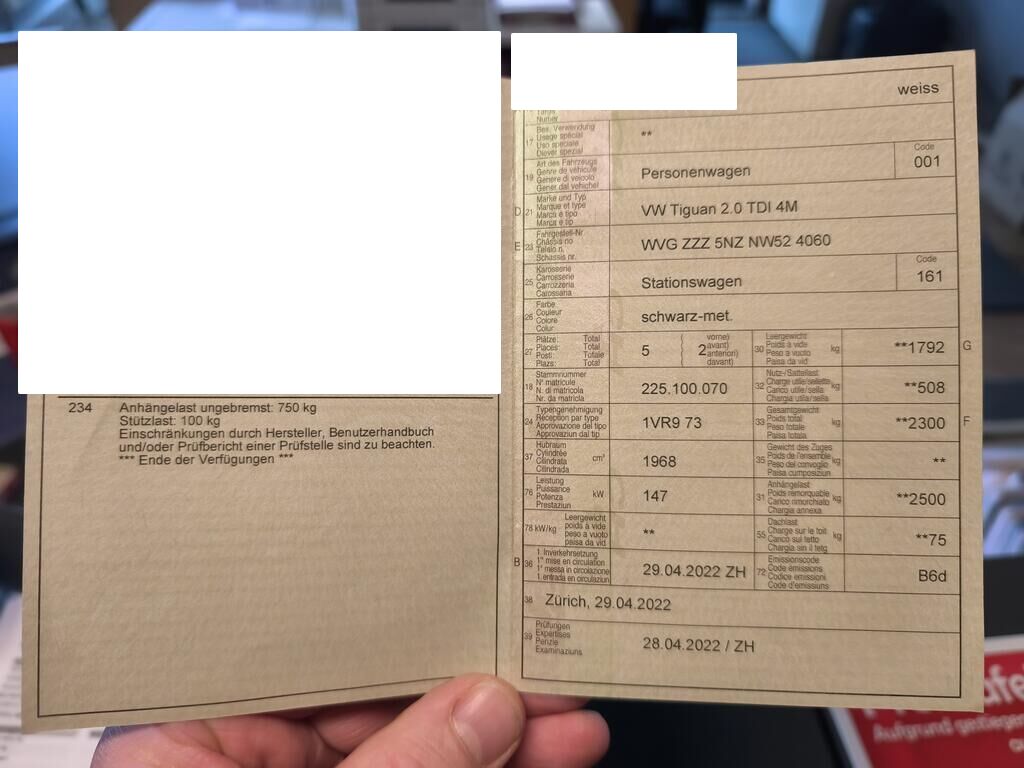 234 Anhängelast ungebremst: 750 kg
Stützlast: 100 kg
Einschränkungen durch Hersteller, Benutzerhandbuch
und/oder Prüfbericht einer Prüfstelle sind zu beachten.
*** Ende der Verfügungen ***
weiss
Numer
17 Bes. Verwendung
Usage spécial
Uso speciale
Diever spezial
**
19 Art des Fahrzeugs
Genre de véhicule
Genere di veicolo
Gener dal vehichel
Personenwagen
Code
001
D 21 Marke und Typ
Marque et type
Marca e tipo
Marca e tip
VW Tiguan 2.0 TDI 4M
E 23 Fahrgestell-Nr.
Châssis no
Telaio n.
Schassis nr.
WVG ZZZ 5NZ NW52 4060
25 Karosserie
Carrosserie
Carrozzeria
Carossaria
Stationswagen
Code
161
26 Farbe
Couleur
Colore
Colur
schwarz-met.
27 Plätze: Total
Places: Total
Posti: Totale
Plazs: Total
5
2
vorne)
avant)
anteriori)
davant)
30 Leergewicht
Poids à vide
Peso a vuoto
Paisa da vid
kg
**1792
G
18 Stammnummer
N° matricule
N. di matricola
Nr. da matricla
225.100.070
32 Nutz-/Sattellast
Charge utile/sellette
Carico utile/sella
Chargia utila/sella
kg
**508
24 Typengenehmigung
Réception par type
Approvazione del tipo
Approvaziun dal tip
1VR9 73
33 Gesamtgewicht
Poids total
Peso totale
Paisa totala
kg
**2300
F
37 Hubraum
Cylindrée
Cilindrata
Cilindrada
cm³
1968
35 Gewicht des Zuges
Poids de l'ensemble
Peso del convoglio
Paisa cumposiziun
kg
**
76 Leistung
Puissance
Potenza
Prestaziun
kW
147
31 Anhängelast
Poids remorquable
Carico rimorchiato
Chargia annexa
kg
**2500
78 kW/kg
Leergewicht
poids à vide
peso a vuoto
paisa da vid
**
55 Dachlast
Charge sur le toit
Carico sul tetto
Chargia sin il tetg
kg
**75
B 36 1. Inverkehrsetzung
1re mise en circulation
1a messa in circolazione
1. entrada en circulaziun
29.04.2022 ZH
72 Emissionscode
Code émissions
Codice emissioni
Code d'emissiuns
B6d
38 Zürich, 29.04.2022
39 Prüfungen
Expertises
Perizie
Examinaziuns
28.04.2022 / ZH
Aufgrund